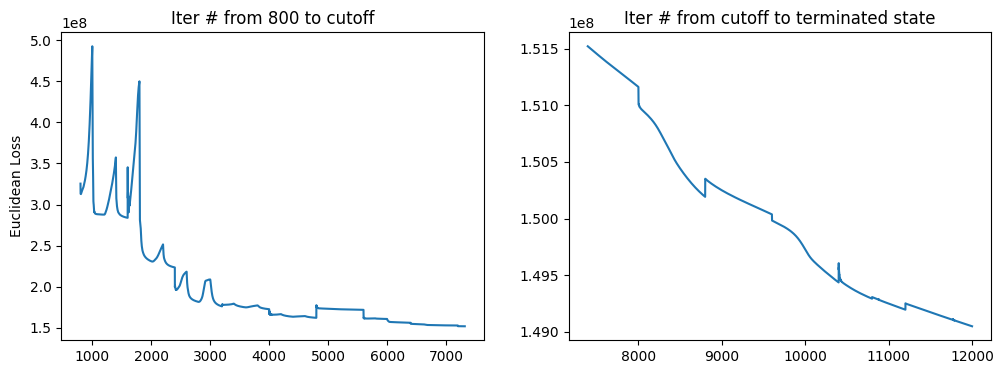 Iter # from 800 to cutoff
1e8
5.0
4.5
4.0
3.5
3.0
2.5
2.0
1.5
Euclidean Loss
1000 2000 3000 4000 5000 6000 7000
Iter # from cutoff to terminated state
1e8
1.515
1.510
1.505
1.500
1.495
1.490
8000 9000 10000 11000 12000